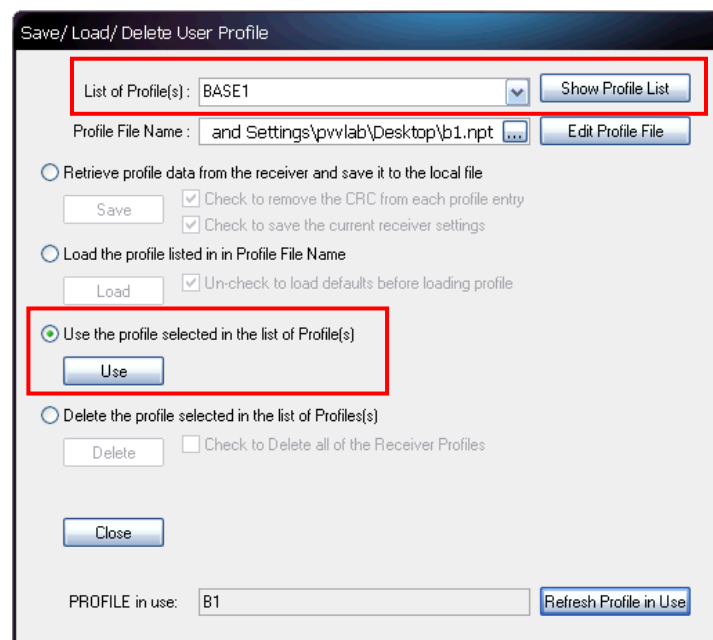 Save/ Load/ Delete User Profile
List of Profile(s) : BASE1 Show Profile List
Profile File Name : and Settings\pvvlab\Desktop\b1.npt ... Edit Profile File
Retrieve profile data from the receiver and save it to the local file
Save Check to remove the CRC from each profile entry
Check to save the current receiver settings
Load the profile listed in in Profile File Name
Load Un-check to load defaults before loading profile
Use the profile selected in the list of Profile(s)
Use
Delete the profile selected in the list of Profiles(s)
Delete Check to Delete all of the Receiver Profiles
Close
PROFILE in use: B1 Refresh Profile in Use